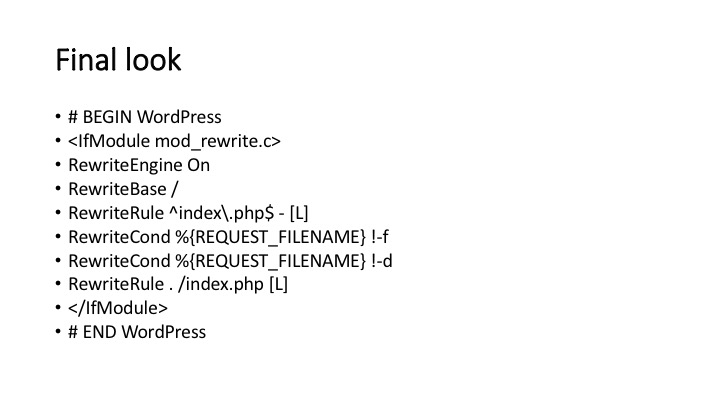 Final look
• # BEGIN WordPress
• <IfModule mod_rewrite.c>
• RewriteEngine On
• RewriteBase /
• RewriteRule ^index\.php$ - [L]
• RewriteCond %{REQUEST_FILENAME} !-f
• RewriteCond %{REQUEST_FILENAME} !-d
• RewriteRule . /index.php [L]
• </IfModule>
• # END WordPress